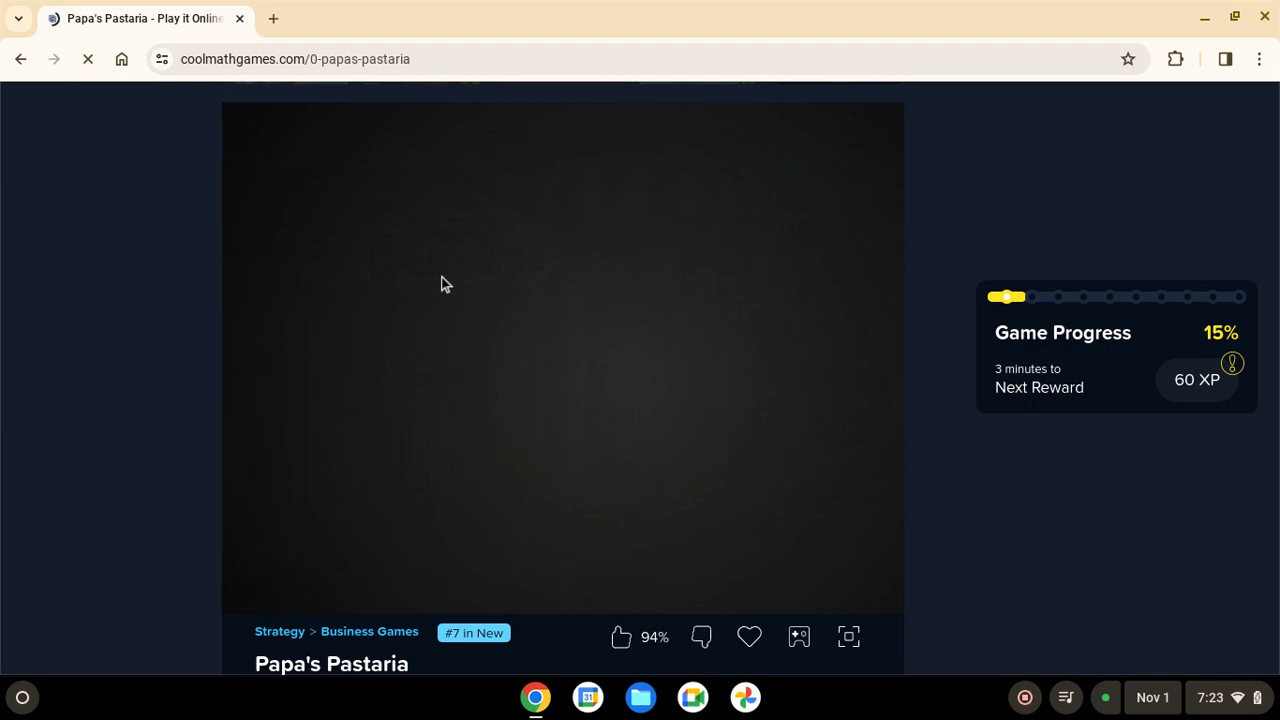 Papa's Pastaria - Play it Online
coolmathgames.com/0-papas-pastaria
Game Progress 15%
3 minutes to
Next Reward
60 XP
Strategy > Business Games #7 in New
94%
Papa's Pastaria
31
Nov 1
7:23